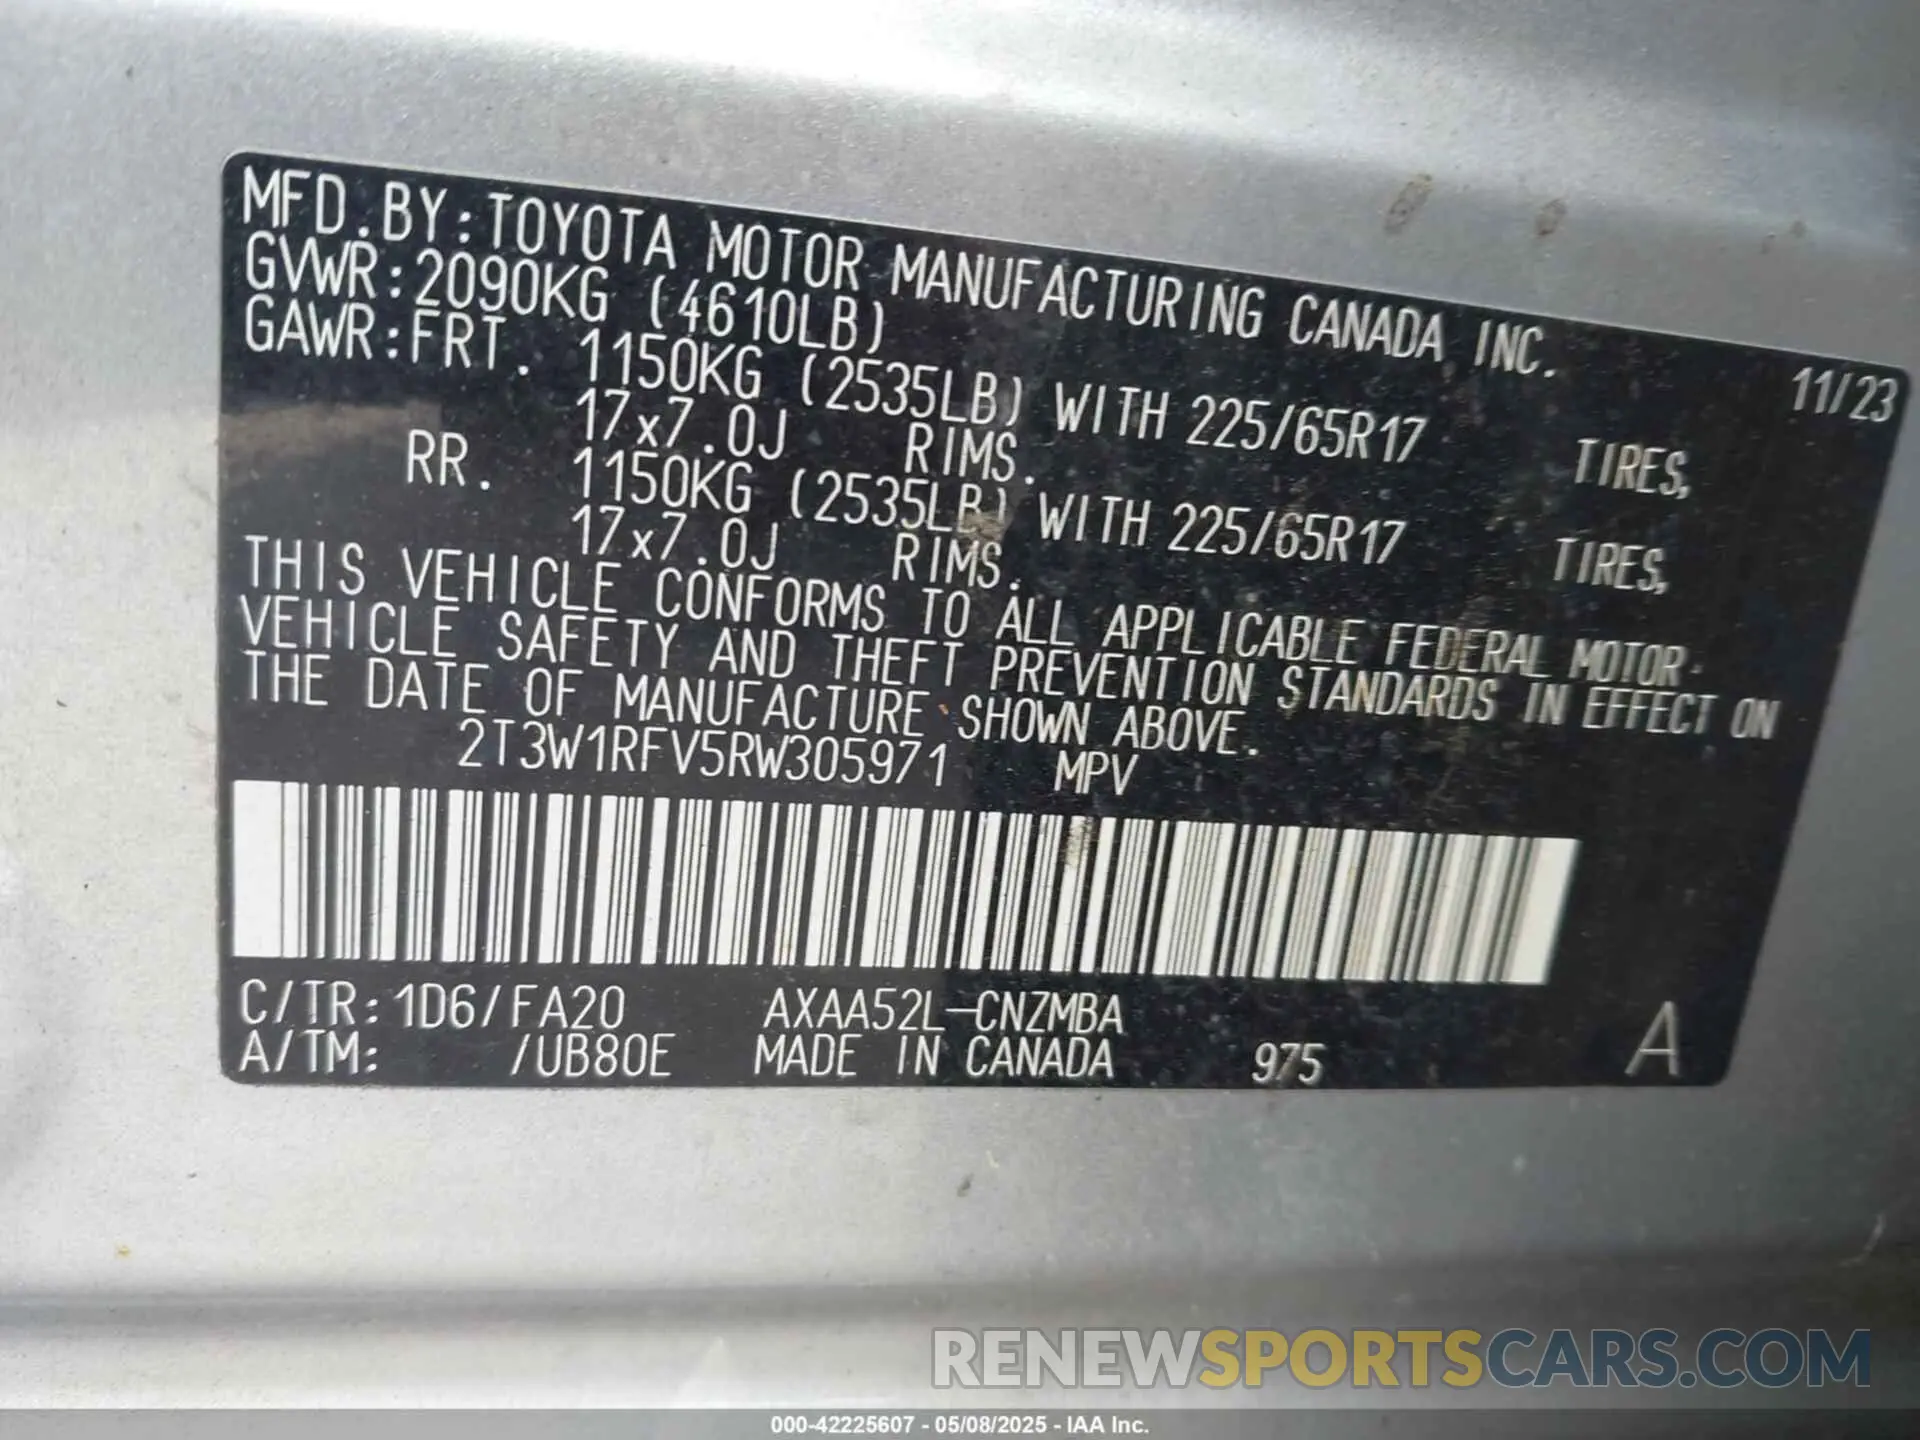 MFD.BY:TOYOTA MOTOR MANUFACTURING CANADA INC.
GVWR:2090KG (4610LB) 11/23
GAWR:FRT. 1150KG (2535LB) WITH 225/65R17 TIRES,
17x7.0J RIMS.
RR. 1150KG (2535LB) WITH 225/65R17 TIRES,
17x7.0J RIMS.
THIS VEHICLE CONFORMS TO ALL APPLICABLE FEDERAL MOTOR
VEHICLE SAFETY AND THEFT PREVENTION STANDARDS IN EFFECT ON
THE DATE OF MANUFACTURE SHOWN ABOVE.
2T3W1RFV5RW305971 MPV
C/TR:1D6/FA20 AXAA52L-CNZMBA A
A/TM: /UB80E MADE IN CANADA 975
RENEWSPORTSCARS.COM
000-42225607 - 05/08/2025 - IAA Inc.